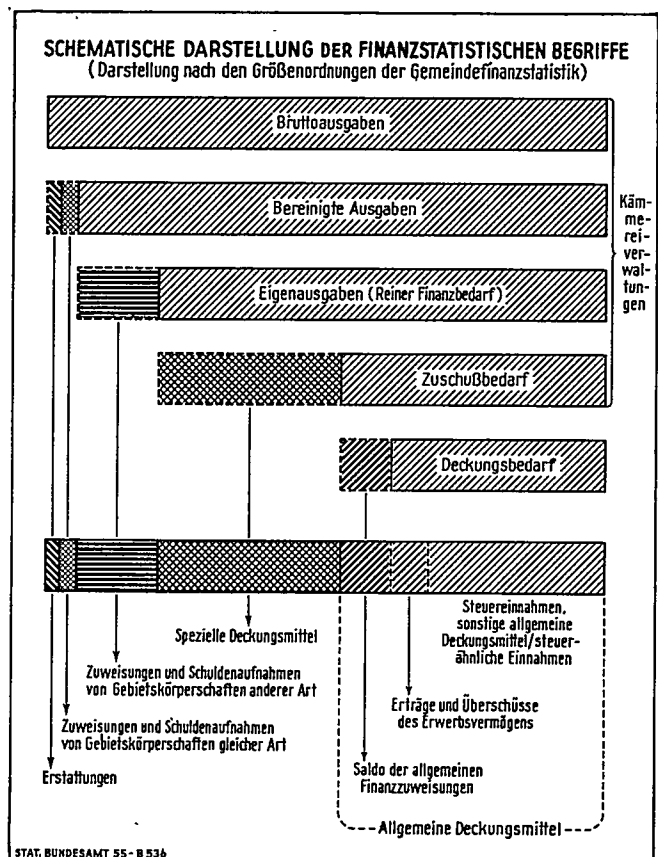 SCHEMATISCHE DARSTELLUNG DER FINANZSTATISTISCHEN BEGRIFFE
(Darstellung nach den Größenordnungen der Gemeindefinanzstatistik)
Bruttoausgaben
Bereinigte Ausgaben
Käm-
me-
rei-
ver-
wal-
tun-
gen
Eigenausgaben (Reiner Finanzbedarf)
Zuschußbedarf
Deckungsbedarf
Steuereinnahmen,
sonstige allgemeine
Deckungsmittel/steuer-
ähnliche Einnahmen
Spezielle Deckungsmittel
Zuweisungen und Schuldenaufnahmen
von Gebietskörperschaften anderer Art
Erträge und Überschüsse
des Erwerbsvermögens
Zuweisungen und Schuldenaufnahmen
von Gebietskörperschaften gleicher Art
Erstattungen
Saldo der allgemeinen
Finanzzuweisungen
Allgemeine Deckungsmittel
STAT. BUNDESAMT 55 - B 536